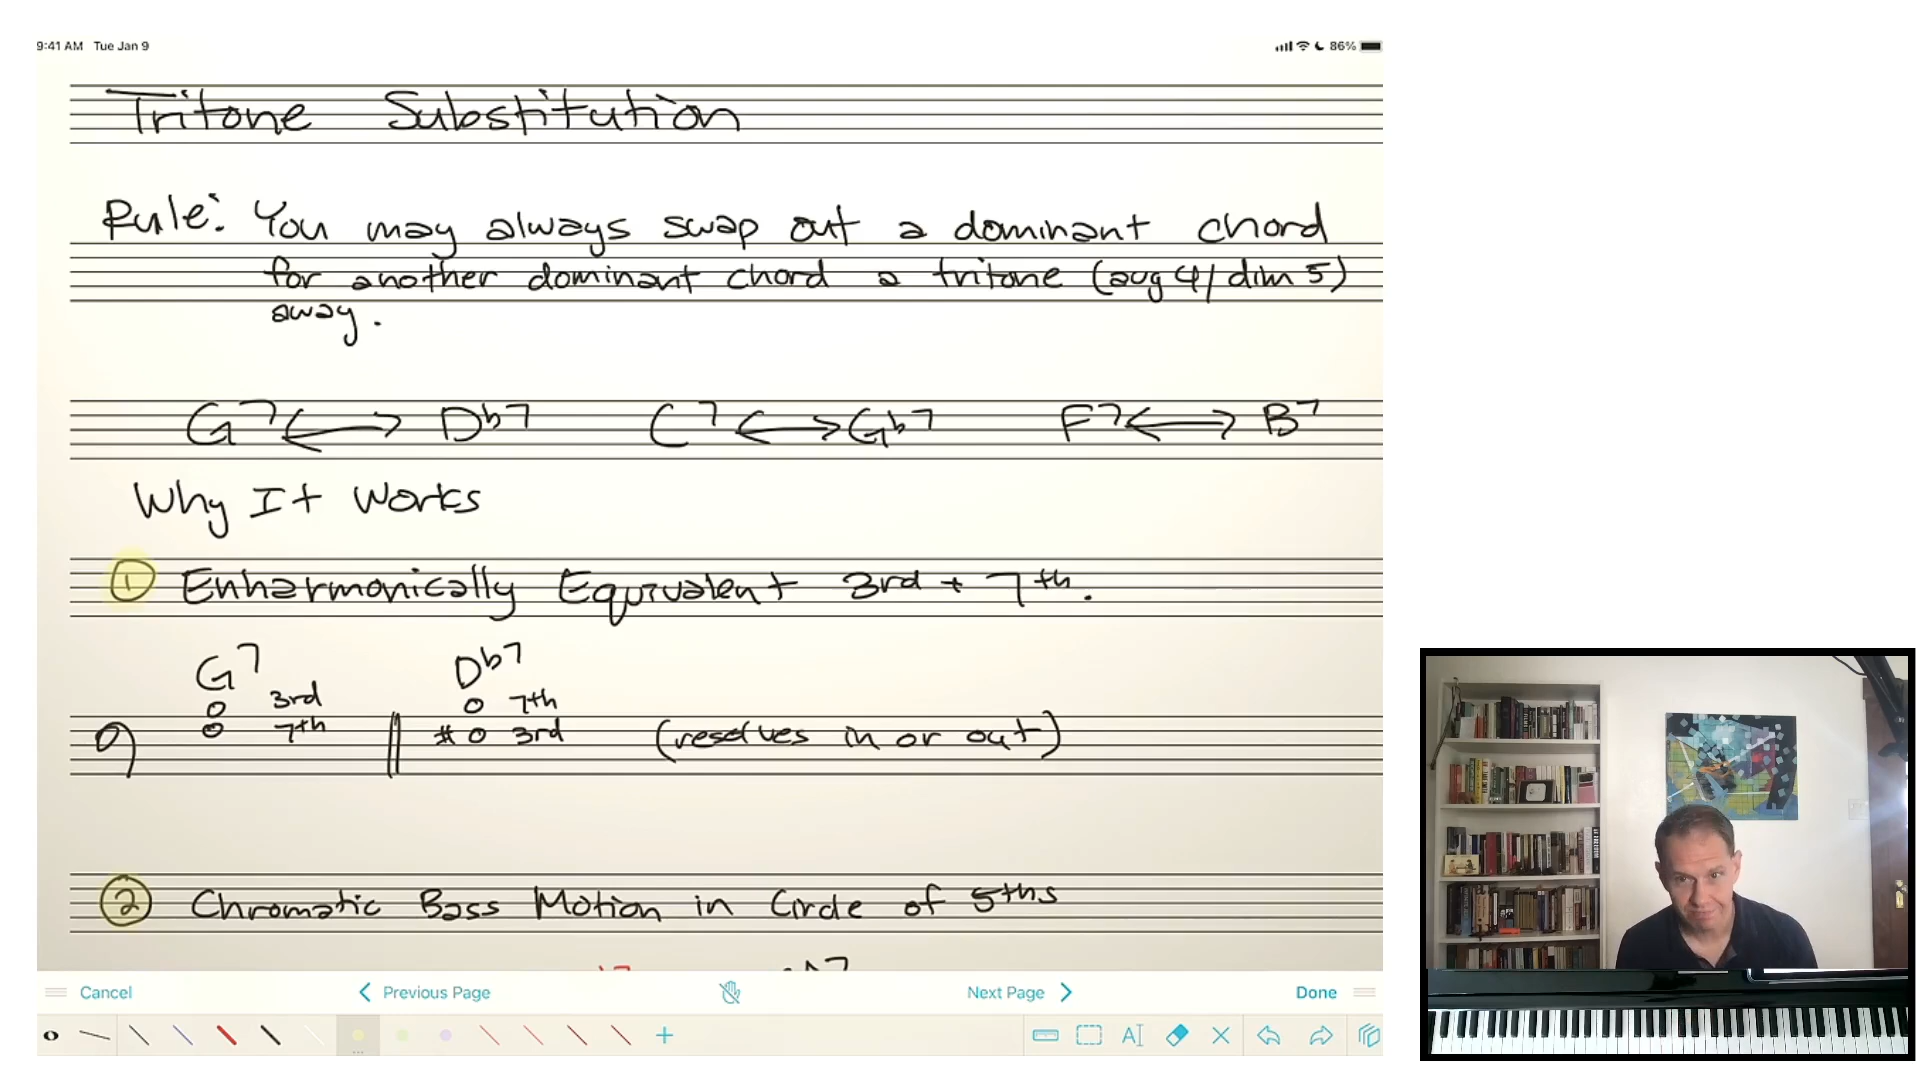 9:41 AM Tue Jan 9
86%
Tritone Substitution
Rule: You may always swap out a dominant chord
for another dominant chord a tritone (aug 4/dim 5)
away.
G7 ↔ Db7 C7 ↔ Gb7 F7 ↔ B7
Why It Works
① Enharmonically Equivalent 3rd + 7th.
G7 Db7
3rd 7th
7th # 3rd (resolves in or out)
② Chromatic Bass Motion in Circle of 5ths
Cancel Previous Page Next Page Done
A